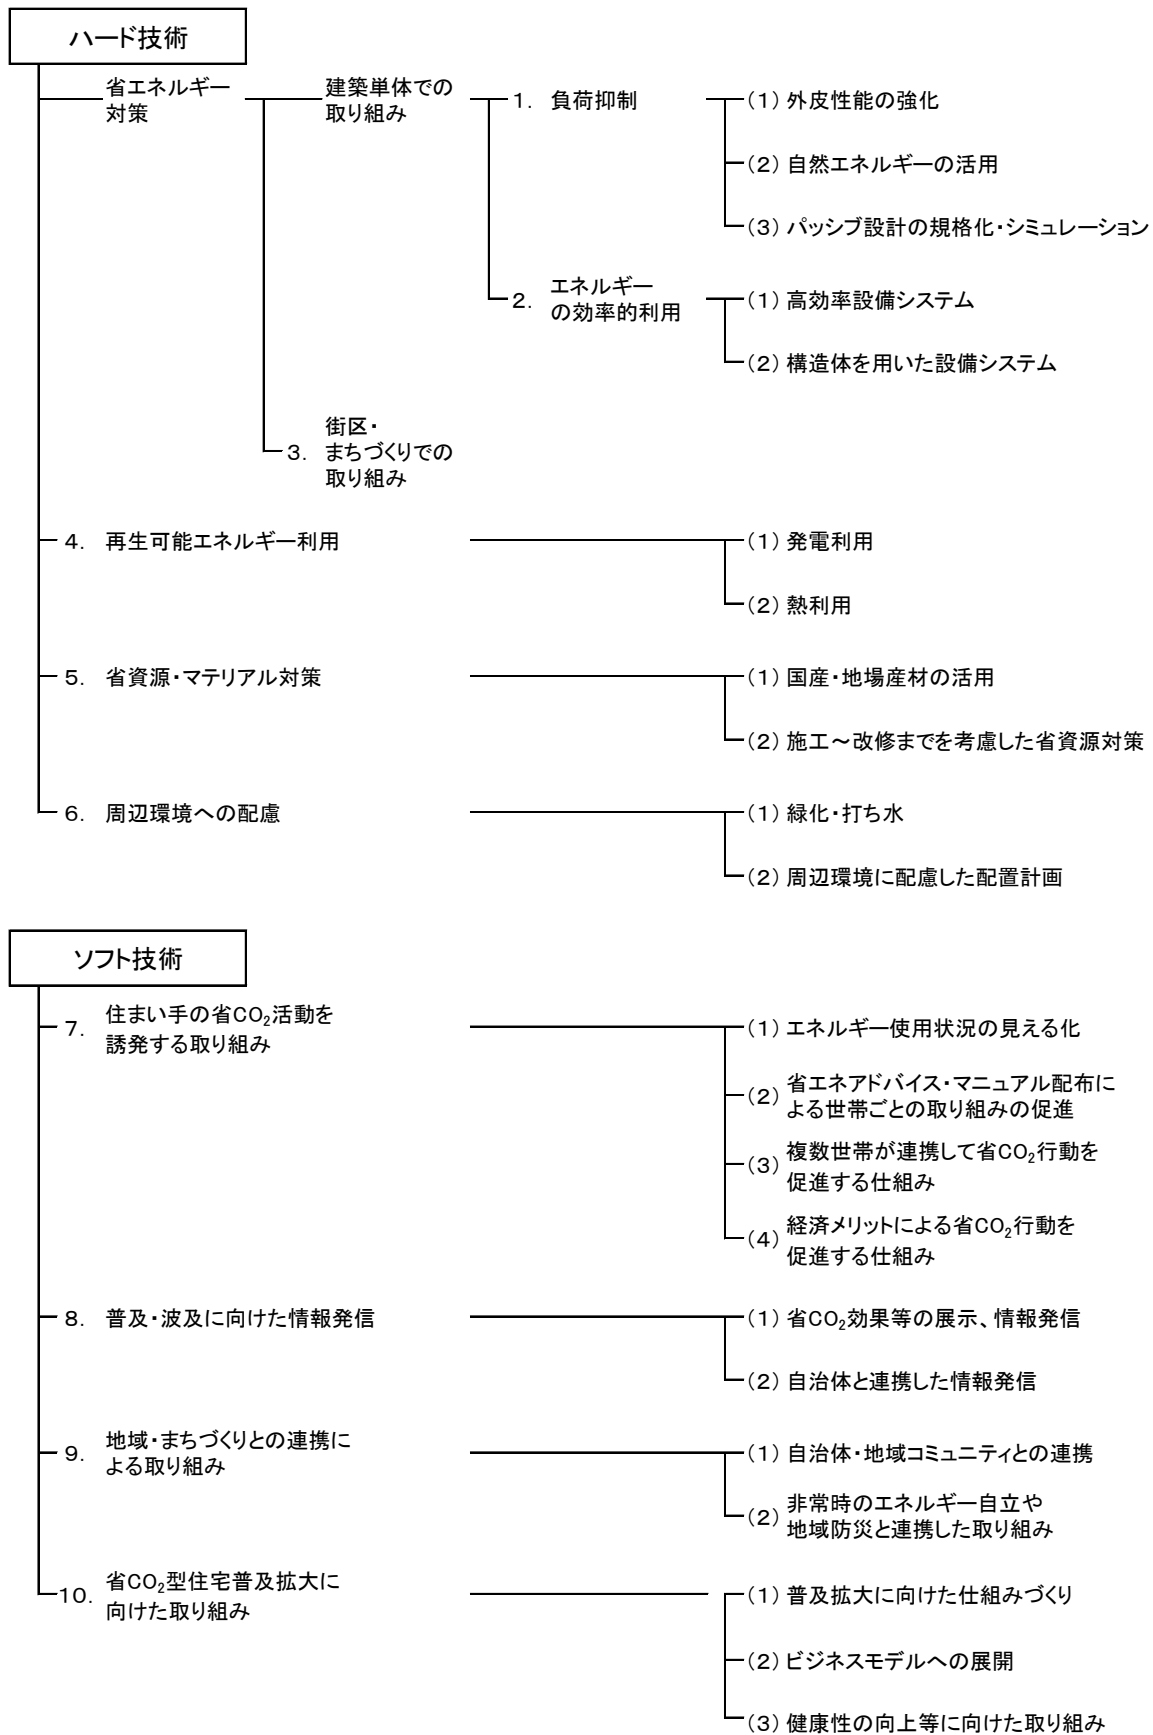 ハード技術
省エネルギー
対策
建築単体での
取り組み
1. 負荷抑制
(1) 外皮性能の強化
(2) 自然エネルギーの活用
(3) パッシブ設計の規格化・シミュレーション
2. エネルギー
の効率的利用
(1) 高効率設備システム
(2) 構造体を用いた設備システム
3. 街区・
まちづくりでの
取り組み
4. 再生可能エネルギー利用
(1) 発電利用
(2) 熱利用
5. 省資源・マテリアル対策
(1) 国産・地場産材の活用
(2) 施工~改修までを考慮した省資源対策
6. 周辺環境への配慮
(1) 緑化・打ち水
(2) 周辺環境に配慮した配置計画
ソフト技術
7. 住まい手の省CO₂活動を
誘発する取り組み
(1) エネルギー使用状況の見える化
(2) 省エネアドバイス・マニュアル配布に
よる世帯ごとの取り組みの促進
(3) 複数世帯が連携して省CO₂行動を
促進する仕組み
(4) 経済メリットによる省CO₂行動を
促進する仕組み
8. 普及・波及に向けた情報発信
(1) 省CO₂効果等の展示、情報発信
(2) 自治体と連携した情報発信
9. 地域・まちづくりとの連携に
よる取り組み
(1) 自治体・地域コミュニティとの連携
(2) 非常時のエネルギー自立や
地域防災と連携した取り組み
10. 省CO₂型住宅普及拡大に
向けた取り組み
(1) 普及拡大に向けた仕組みづくり
(2) ビジネスモデルへの展開
(3) 健康性の向上等に向けた取り組み